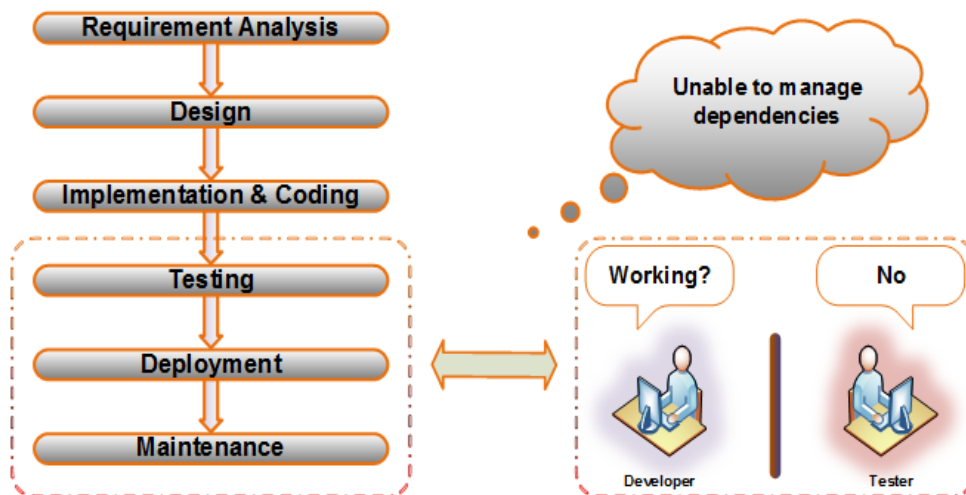 Requirement Analysis
Design
Implementation & Coding
Testing
Deployment
Maintenance
Unable to manage
dependencies
Working?
No
Developer
Tester